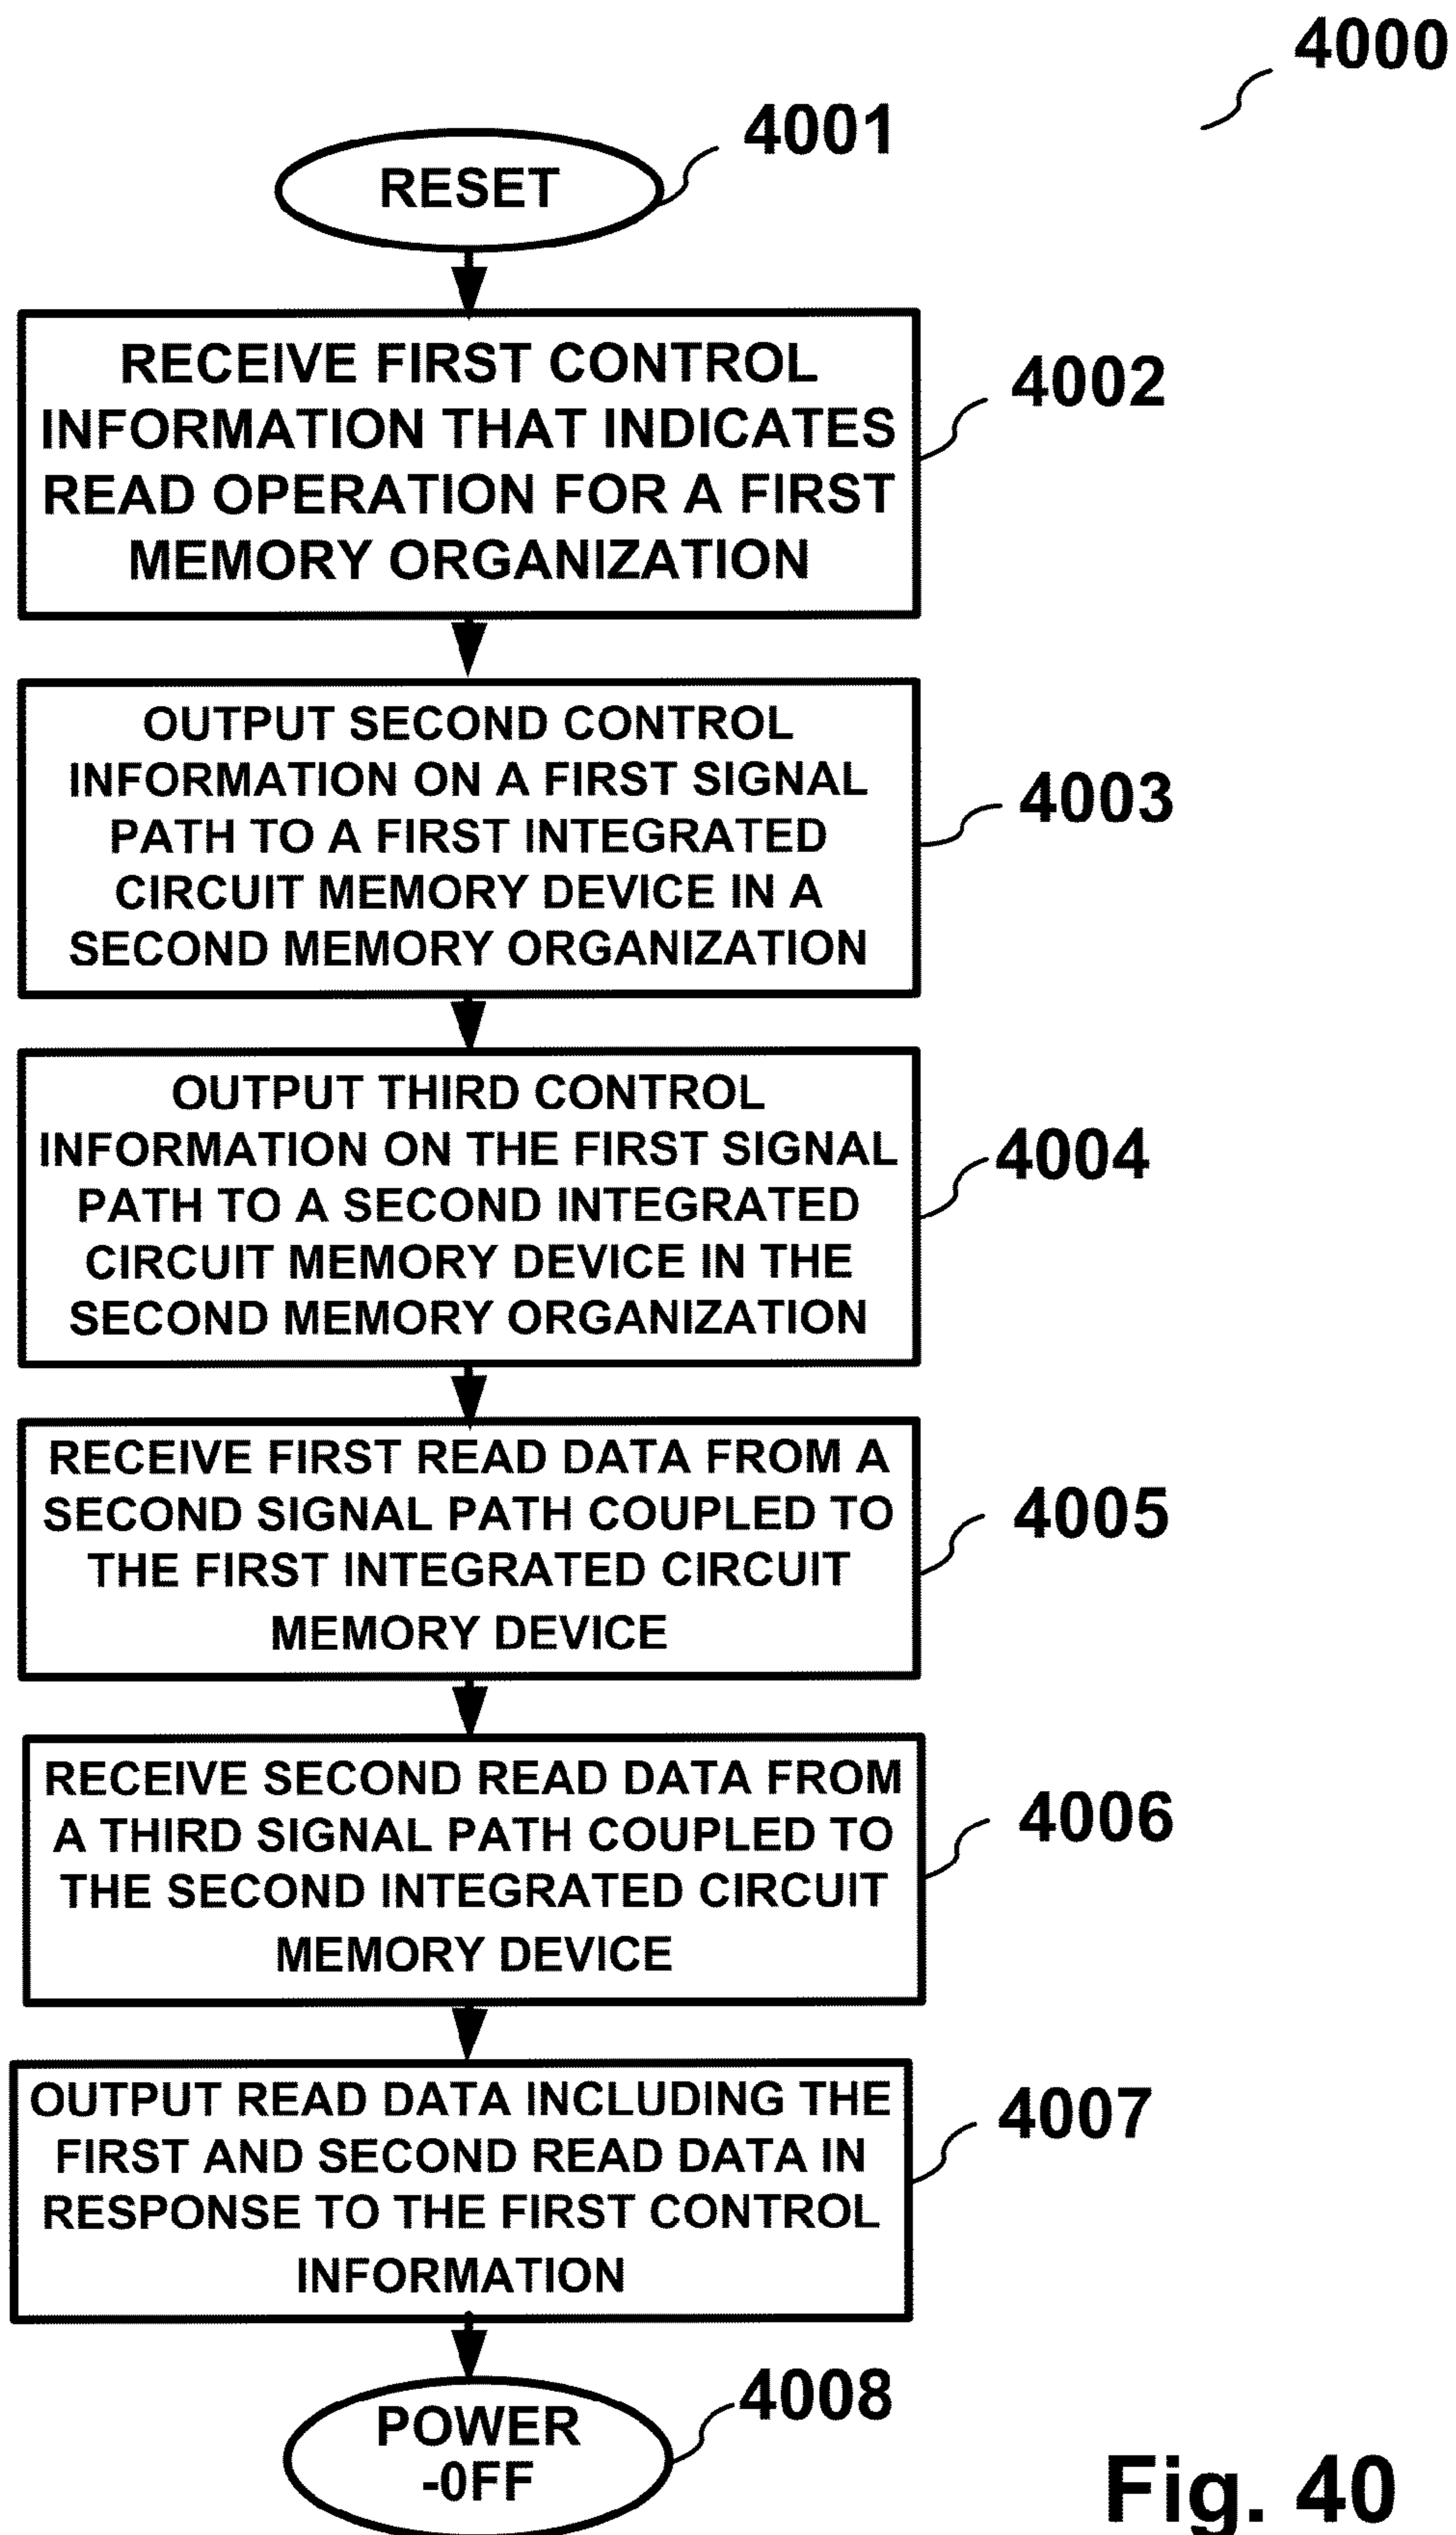 4000
4001
RESET
RECEIVE FIRST CONTROL
INFORMATION THAT INDICATES
READ OPERATION FOR A FIRST
MEMORY ORGANIZATION
4002
OUTPUT SECOND CONTROL
INFORMATION ON A FIRST SIGNAL
PATH TO A FIRST INTEGRATED
CIRCUIT MEMORY DEVICE IN A
SECOND MEMORY ORGANIZATION
4003
OUTPUT THIRD CONTROL
INFORMATION ON THE FIRST SIGNAL
PATH TO A SECOND INTEGRATED
CIRCUIT MEMORY DEVICE IN THE
SECOND MEMORY ORGANIZATION
4004
RECEIVE FIRST READ DATA FROM A
SECOND SIGNAL PATH COUPLED TO
THE FIRST INTEGRATED CIRCUIT
MEMORY DEVICE
4005
RECEIVE SECOND READ DATA FROM
A THIRD SIGNAL PATH COUPLED TO
THE SECOND INTEGRATED CIRCUIT
MEMORY DEVICE
4006
OUTPUT READ DATA INCLUDING THE
FIRST AND SECOND READ DATA IN
RESPONSE TO THE FIRST CONTROL
INFORMATION
4007
POWER
-0FF
4008
Fig. 40